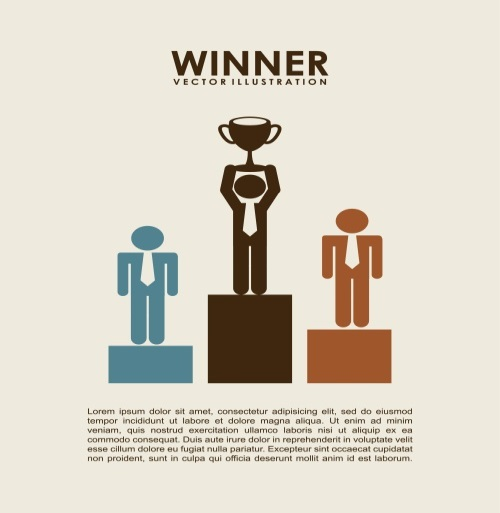 WINNER
VECTOR ILLUSTRATION
Lorem ipsum dolor sit amet, consectetur adipisicing elit, sed do eiusmod
tempor incididunt ut labore et dolore magna aliqua. Ut enim ad minim
veniam, quis nostrud exercitation ullamco laboris nisi ut aliquip ex ea
commodo consequat. Duis aute irure dolor in reprehenderit in voluptate velit
esse cillum dolore eu fugiat nulla pariatur. Excepteur sint occaecat cupidatat
non proident, sunt in culpa qui officia deserunt mollit anim id est laborum.